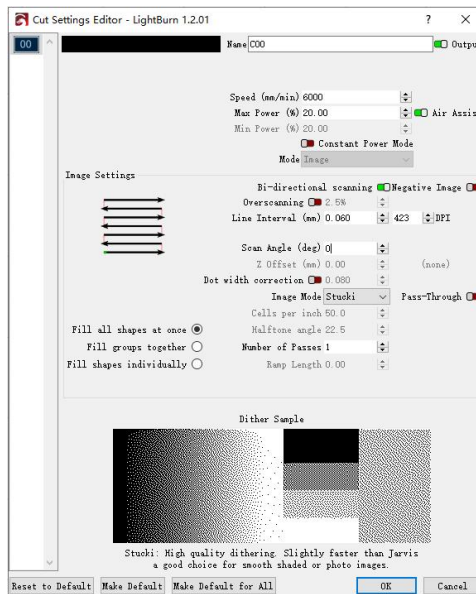 Cut Settings Editor - LightBurn 1.2.01 ? X
00
Name C00 Outpu
Speed (mm/min) 6000
Max Power (%) 20.00 Air Assis
Min Power (%) 20.00
Constant Power Mode
Mode Image
Image Settings
Bi-directional scanning Negative Image
Overscanning 2.5%
Line Interval (mm) 0.060 423 DPI
Scan Angle (deg) 0
Z Offset (mm) 0.00 (none)
Dot width correction 0.080
Image Mode Stucki Pass-Through
Cells per inch 50.0
Fill all shapes at once Halftone angle 22.5
Fill groups together Number of Passes 1
Fill shapes individually Ramp Length 0.00
Dither Sample
Stucki: High quality dithering. Slightly faster than Jarvis
a good choice for smooth shaded or photo images.
Reset to Default Make Default Make Default for All OK Cancel